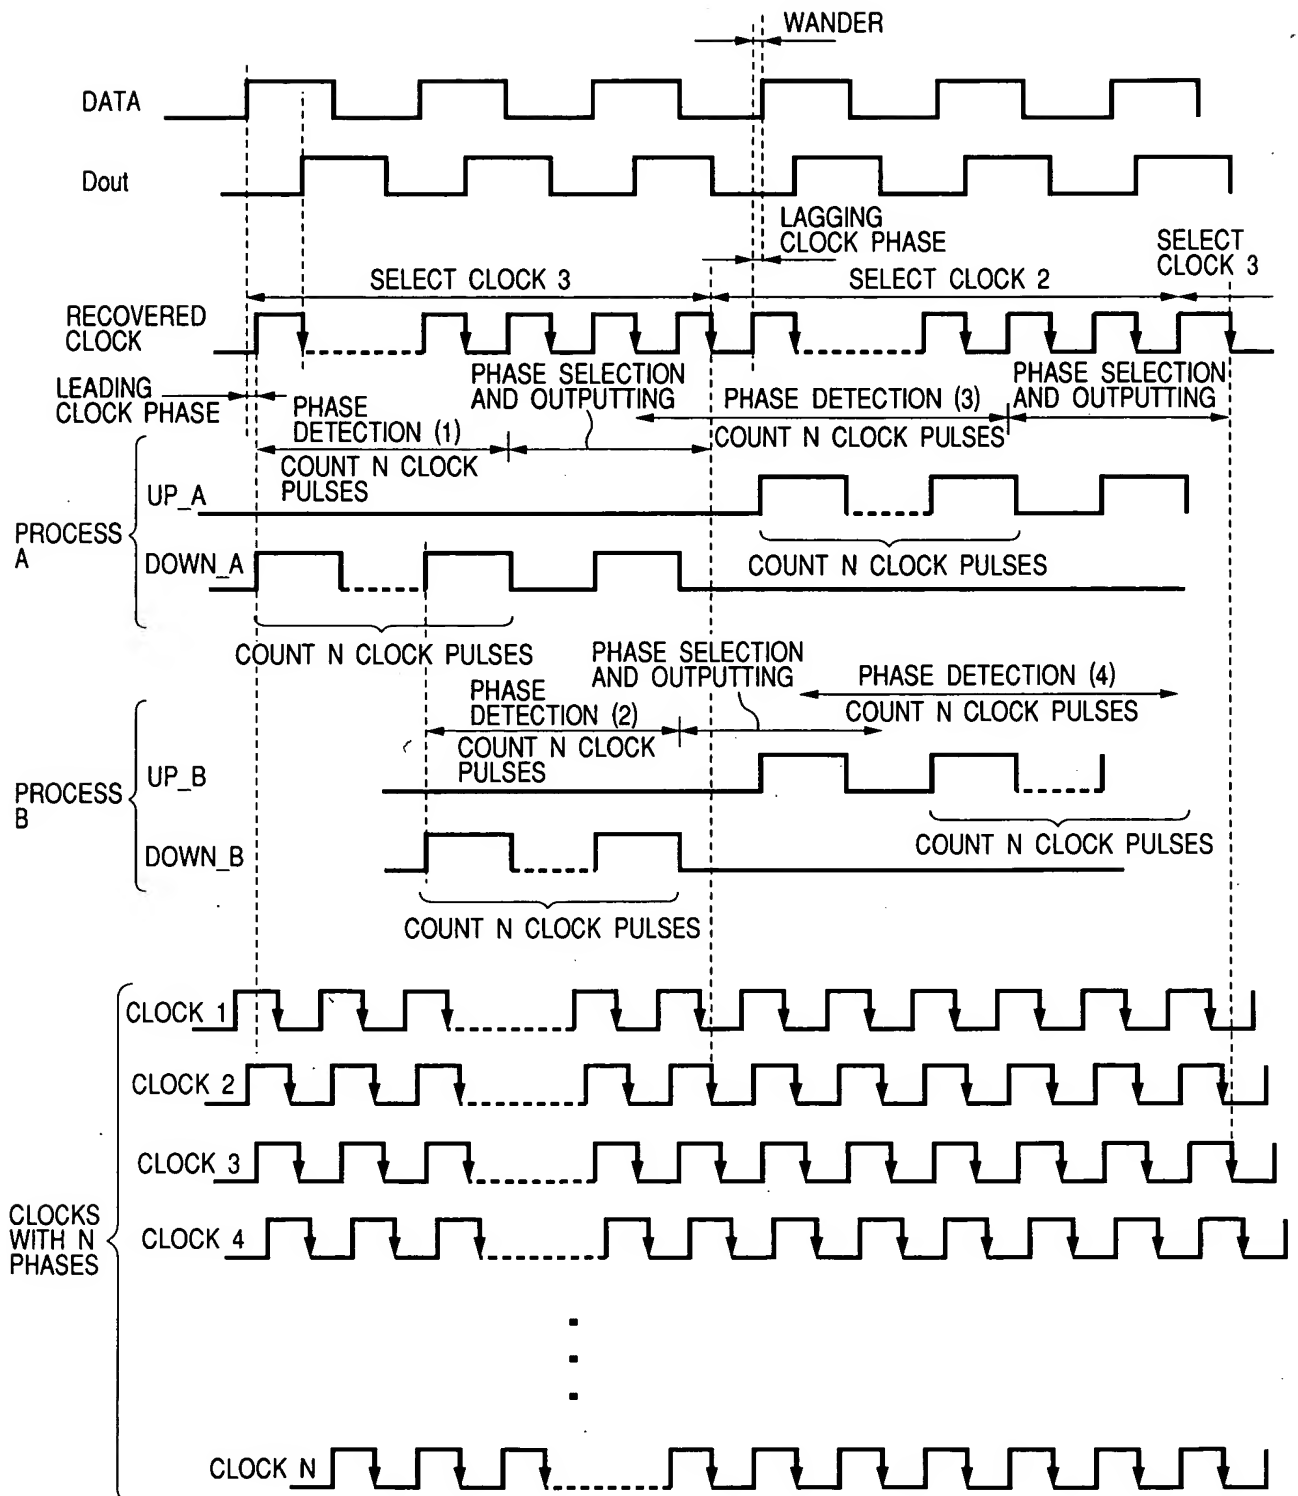 WANDER
DATA
Dout
LAGGING
CLOCK PHASE
SELECT
CLOCK 3
SELECT CLOCK 3
SELECT CLOCK 2
RECOVERED
CLOCK
LEADING
CLOCK PHASE
PHASE SELECTION
AND OUTPUTTING
PHASE DETECTION (3)
COUNT N CLOCK PULSES
PHASE SELECTION
AND OUTPUTTING
PHASE
DETECTION (1)
COUNT N CLOCK
PULSES
PROCESS
A
UP_A
COUNT N CLOCK PULSES
DOWN_A
COUNT N CLOCK PULSES
PHASE SELECTION
AND OUTPUTTING
PHASE DETECTION (4)
COUNT N CLOCK PULSES
PHASE
DETECTION (2)
COUNT N CLOCK
PULSES
PROCESS
B
UP_B
COUNT N CLOCK PULSES
DOWN_B
COUNT N CLOCK PULSES
CLOCKS
WITH N
PHASES
CLOCK 1
CLOCK 2
CLOCK 3
CLOCK 4
CLOCK N